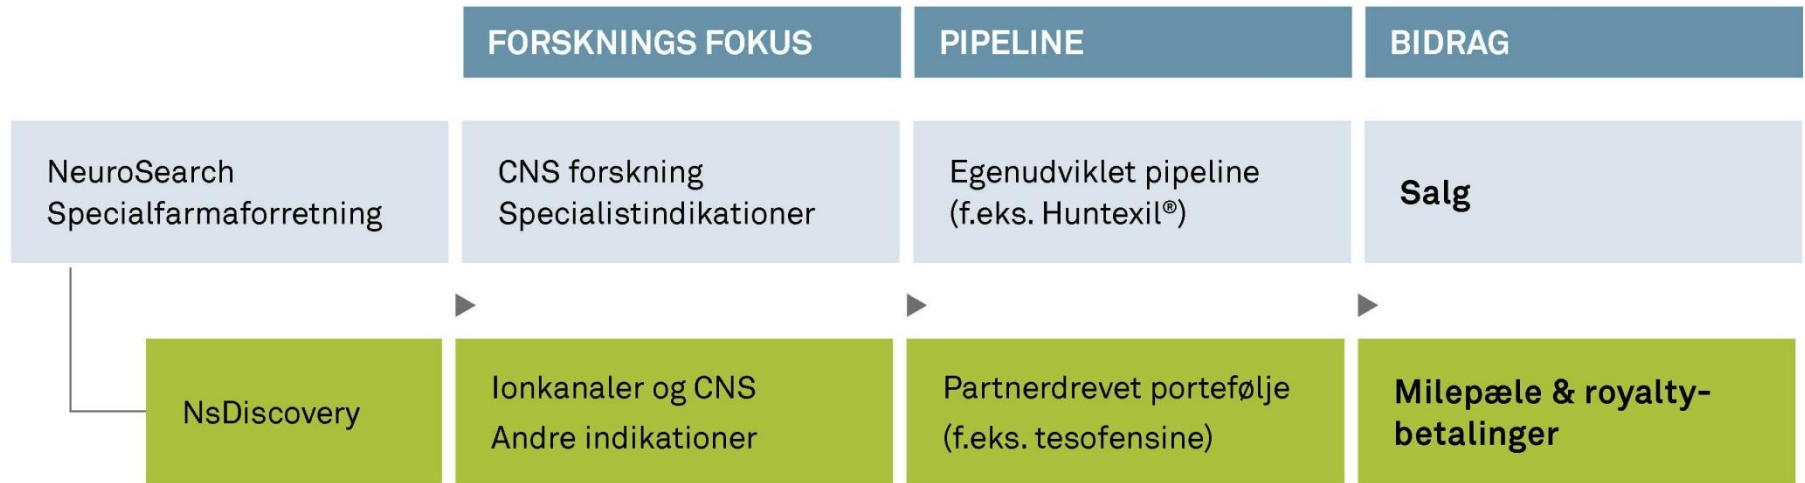 FORSKNINGS FOKUS
PIPELINE
BIDRAG
NeuroSearch
Specialfarmaforretning
CNS forskning
Specialistindikationer
Egenudviklet pipeline
(f.eks. Huntexil®)
Salg
NsDiscovery
Ionkanaler og CNS
Andre indikationer
Partnerdrevet portefølje
(f.eks. tesofensine)
Milepæle & royalty-
betalinger